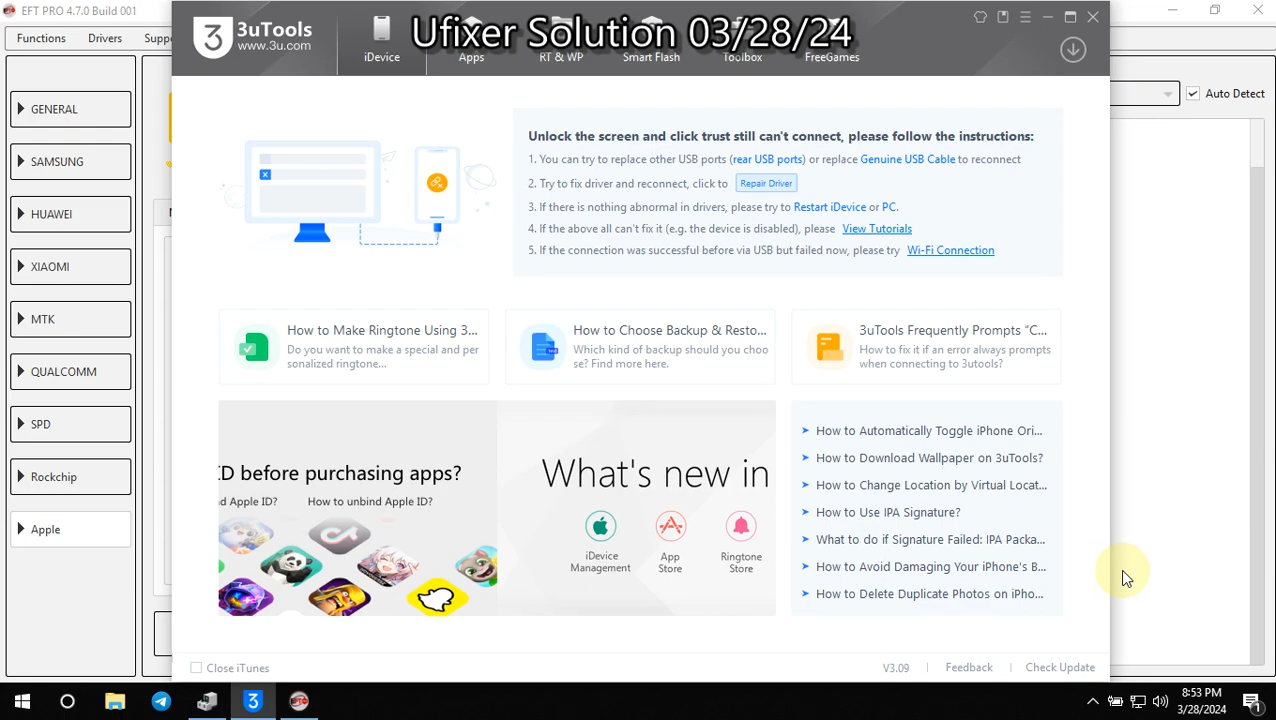 EFT PRO 4.7.0 Build 001
Functions
Drivers
GENERAL
SAMSUNG
HUAWEI
XIAOMI
MTK
QUALCOMM
SPD
Rockchip
Apple
Auto Detect
Ufixer Solution 03/28/24
3uTools
www.3u.com
iDevice
Apps
RT & WP
Smart Flash
Toolbox
FreeGames
Unlock the screen and click trust still can't connect, please follow the instructions:
1. You can try to replace other USB ports (rear USB ports) or replace Genuine USB Cable to reconnect
2. Try to fix driver and reconnect, click to Repair Driver
3. If there is nothing abnormal in drivers, please try to Restart iDevice or PC.
4. If the above all can't fix it (e.g. the device is disabled), please View Tutorials
5. If the connection was successful before via USB but failed now, please try Wi-Fi Connection
How to Make Ringtone Using 3...
Do you want to make a special and per
sonalized ringtone...
How to Choose Backup & Resto...
Which kind of backup should you choo
se? Find more here.
3uTools Frequently Prompts “C...
How to fix it if an error always prompts
when connecting to 3utools?
D before purchasing apps?
d Apple ID?
How to unbind Apple ID?
What's new in
iDevice
Management
App
Store
Ringtone
Store
How to Automatically Toggle iPhone Ori...
How to Download Wallpaper on 3uTools?
How to Change Location by Virtual Locat...
How to Use IPA Signature?
What to do if Signature Failed: IPA Packa...
How to Avoid Damaging Your iPhone's B...
How to Delete Duplicate Photos on iPho...
Close iTunes
V3.09
Feedback
Check Update
8:53 PM
3/28/2024